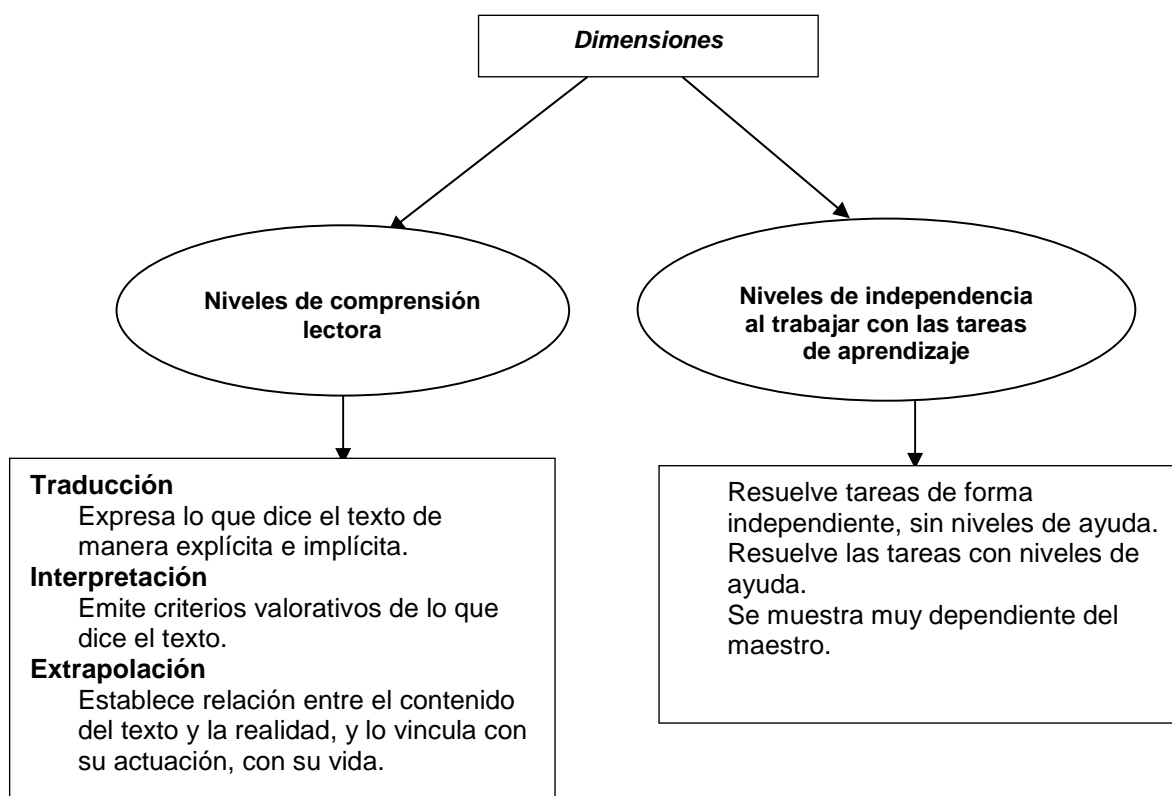 Dimensiones
Niveles de comprensión
lectora
Niveles de independencia
al trabajar con las tareas
de aprendizaje
Traducción
Expresa lo que dice el texto de
manera explícita e implícita.
Interpretación
Emite criterios valorativos de lo que
dice el texto.
Extrapolación
Establece relación entre el contenido
del texto y la realidad, y lo vincula con
su actuación, con su vida.
Resuelve tareas de forma
independiente, sin niveles de ayuda.
Resuelve las tareas con niveles de
ayuda.
Se muestra muy dependiente del
maestro.